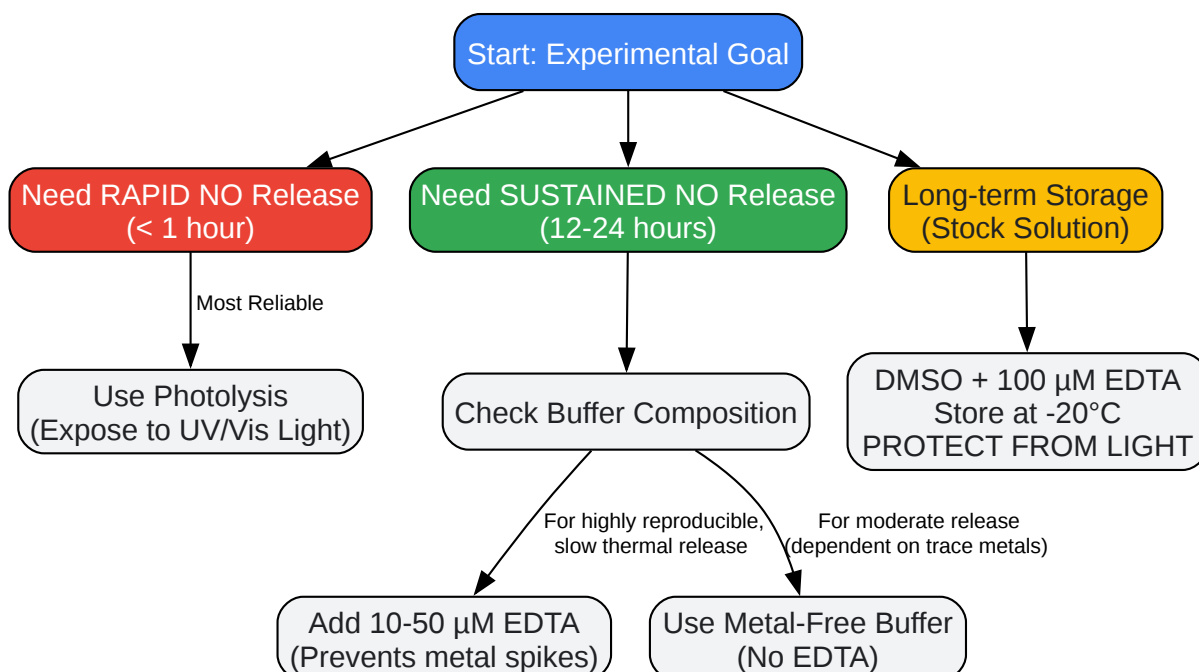 Start: Experimental Goal
Need RAPID NO Release
(< 1 hour)
Need SUSTAINED NO Release
(12-24 hours)
Long-term Storage
(Stock Solution)
Most Reliable
Use Photolysis
(Expose to UV/Vis Light)
Check Buffer Composition
DMSO + 100 µM EDTA
Store at -20°C
PROTECT FROM LIGHT
For highly reproducible,
slow thermal release
For moderate release
(dependent on trace metals)
Add 10-50 µM EDTA
(Prevents metal spikes)
Use Metal-Free Buffer
(No EDTA)